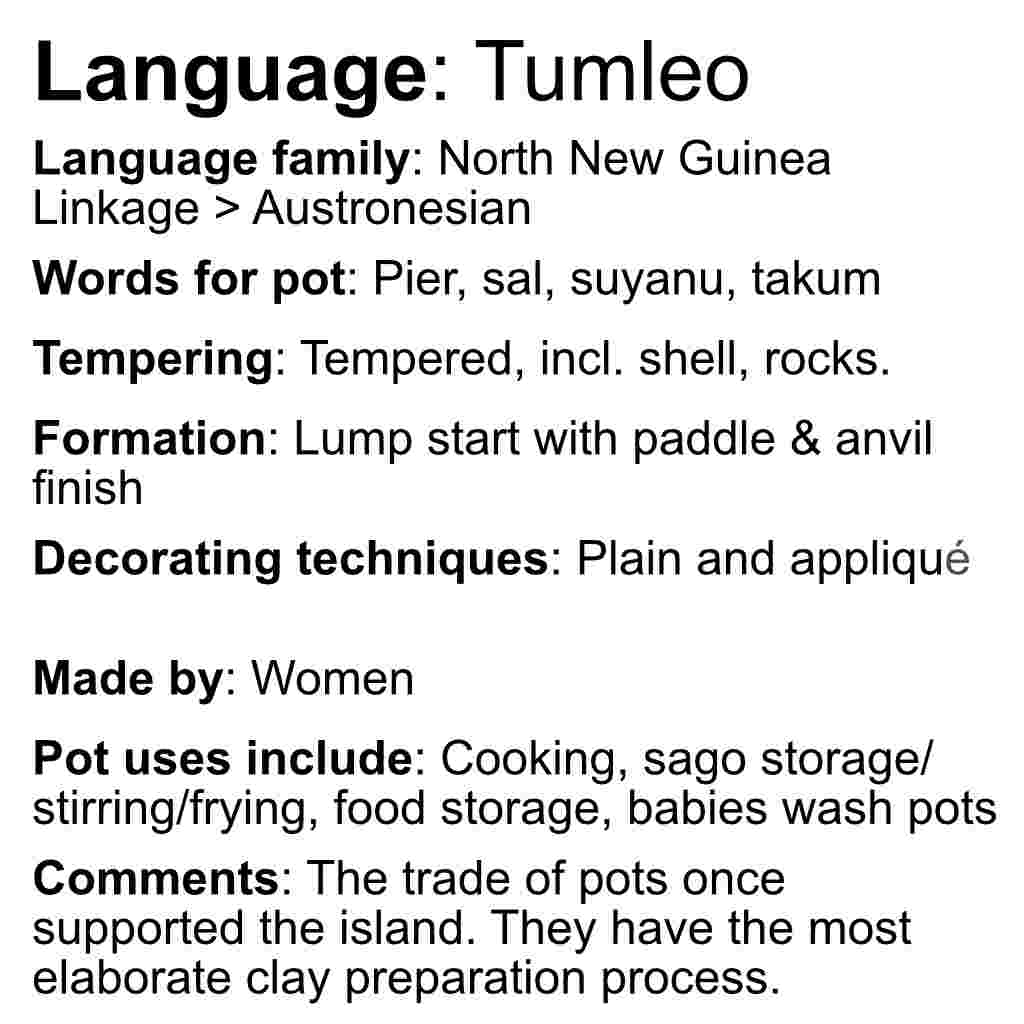 Language: Tumleo
Language family: North New Guinea
Linkage > Austronesian
Words for pot: Pier, sal, suyanu, takum
Tempering: Tempered, incl. shell, rocks.
Formation: Lump start with paddle & anvil
finish
Decorating techniques: Plain and appliqué
Made by: Women
Pot uses include: Cooking, sago storage/
stirring/frying, food storage, babies wash pots
Comments: The trade of pots once
supported the island. They have the most
elaborate clay preparation process.